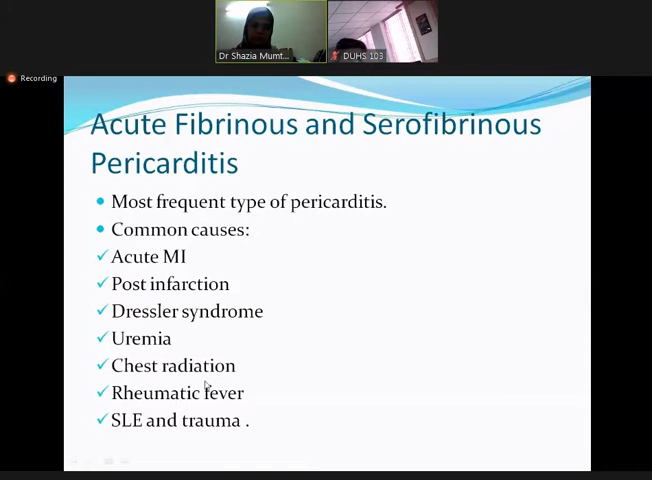 Dr Shazia Mumt...
DUHS 103
Recording
Acute Fibrinous and Serofibrinous
Pericarditis
Most frequent type of pericarditis.
Common causes:
Acute MI
Post infarction
Dressler syndrome
Uremia
Chest radiation
Rheumatic fever
SLE and trauma .